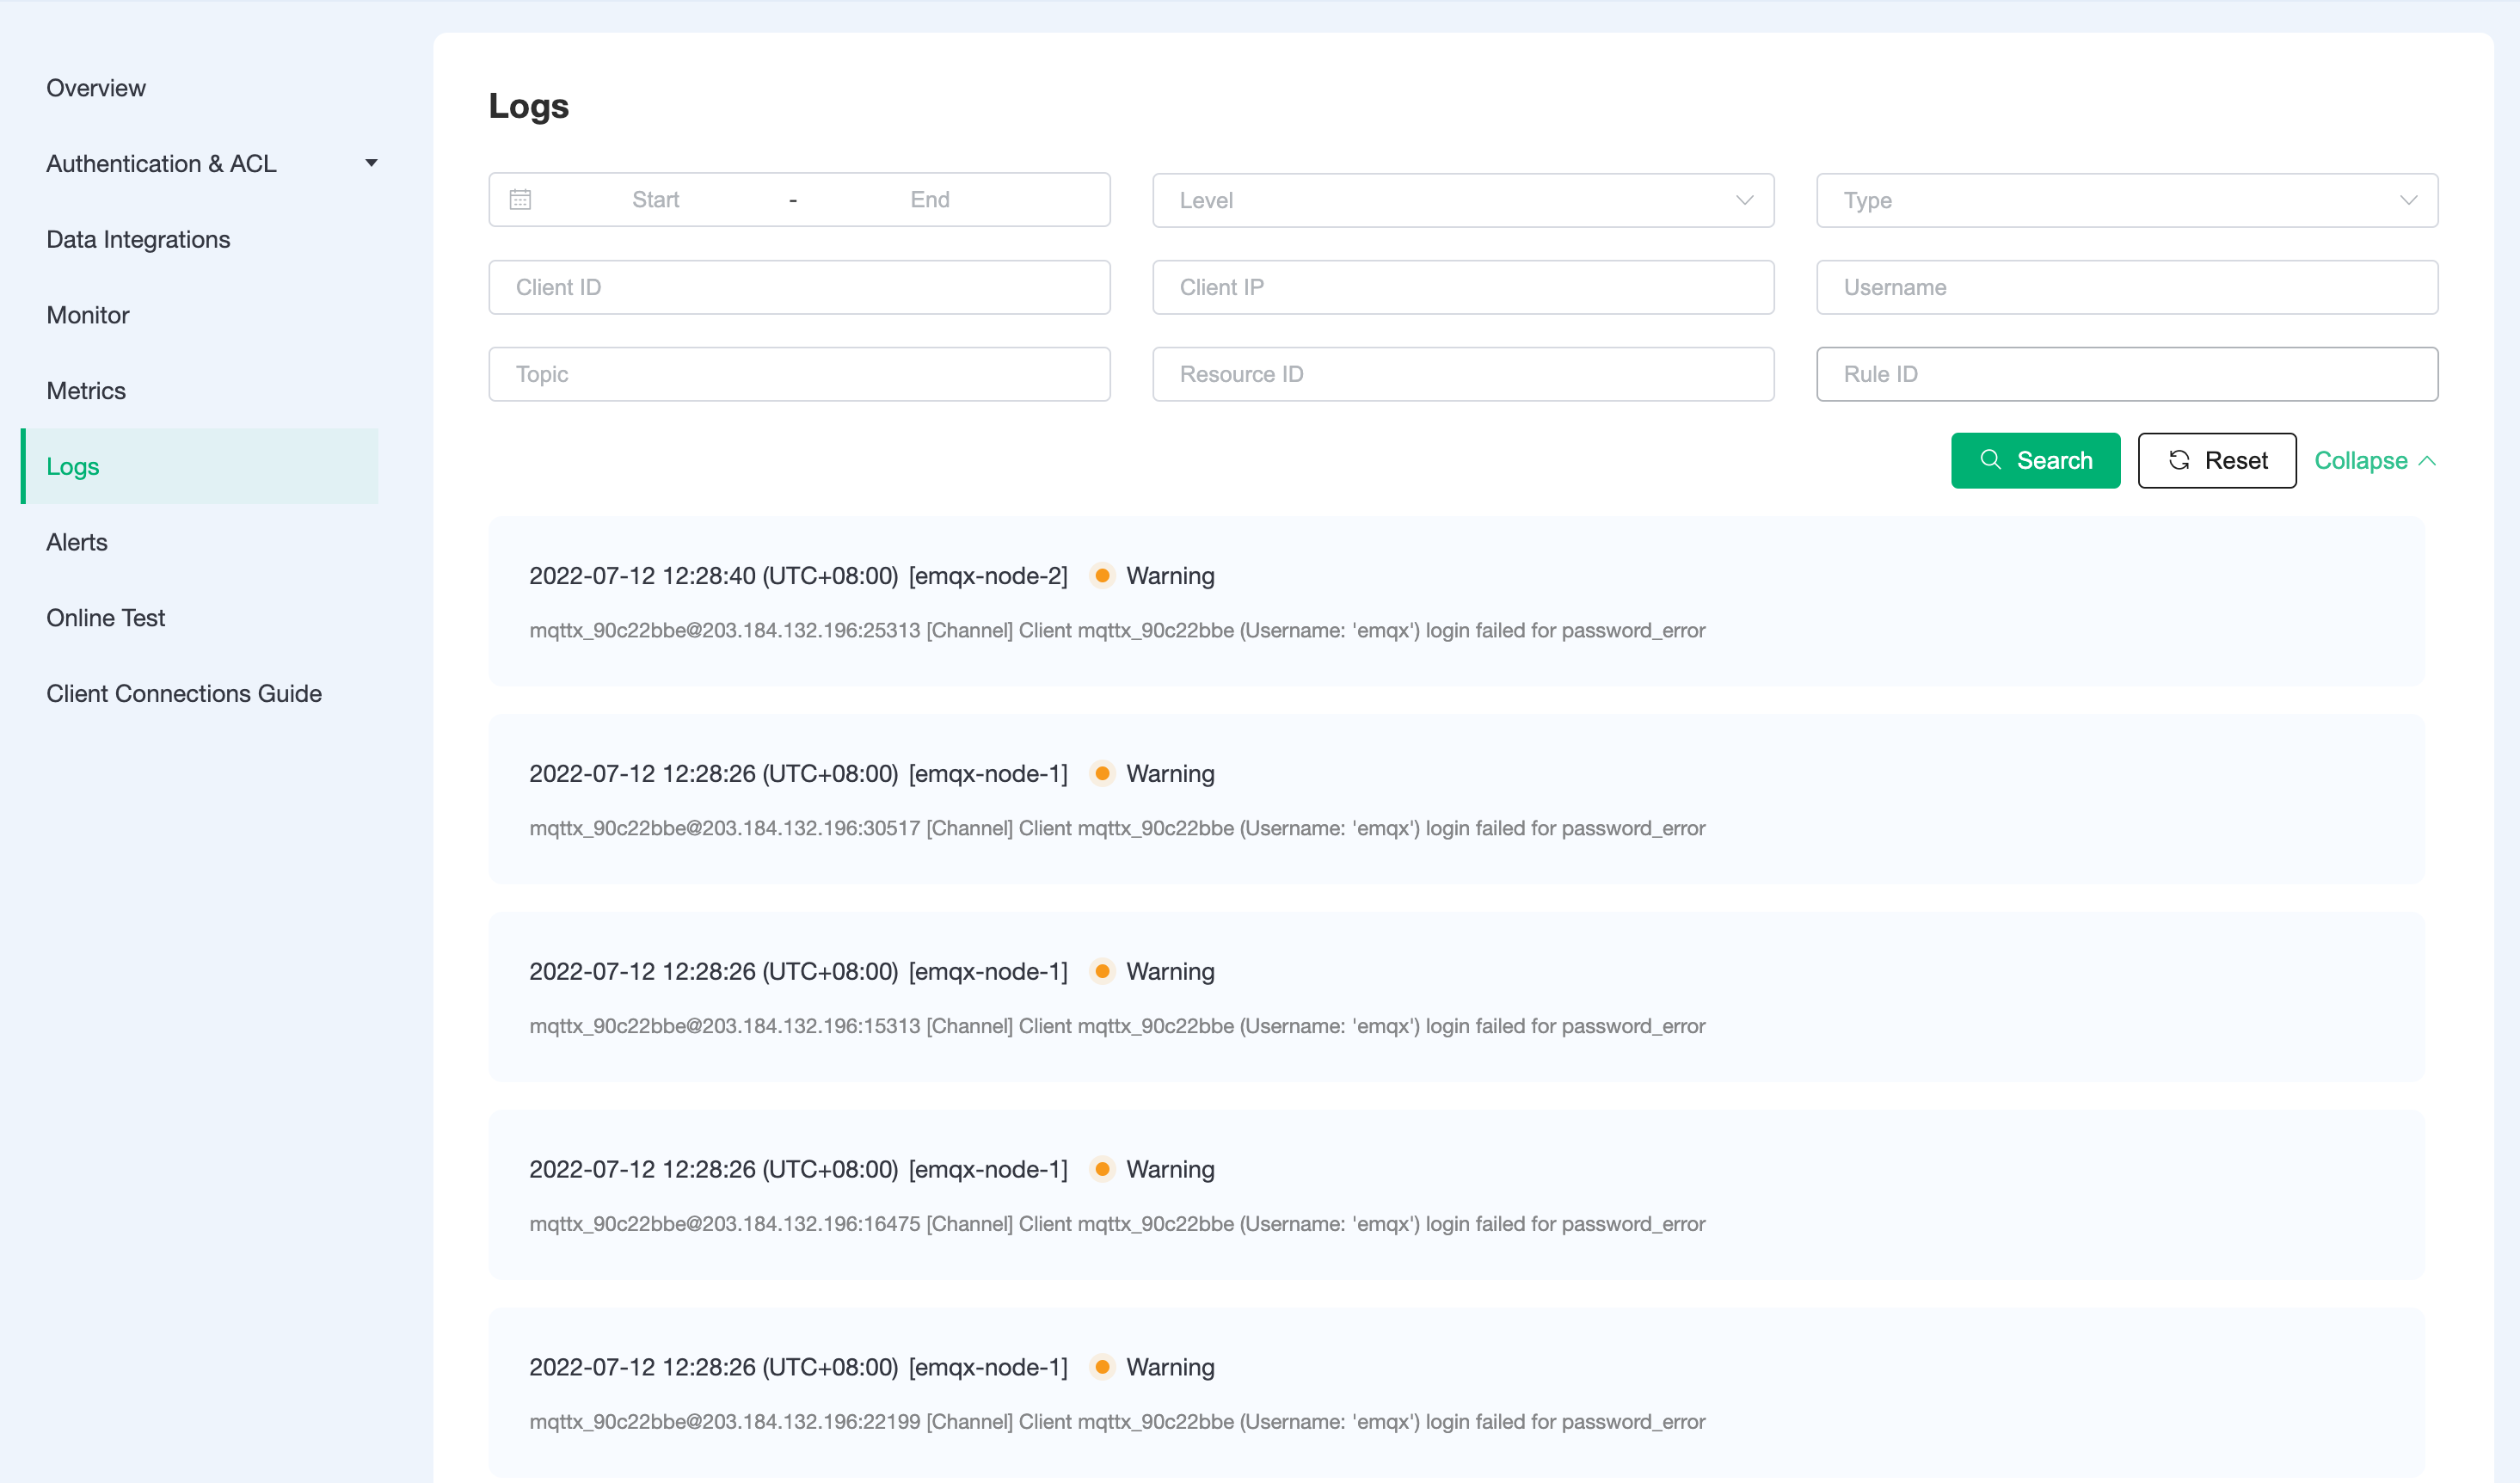 Overview
Authentication & ACL
Data Integrations
Monitor
Metrics
Logs
Alerts
Online Test
Client Connections Guide
Logs
Start - End
Level
Type
Client ID
Client IP
Username
Topic
Resource ID
Rule ID
Search
Reset
Collapse
2022-07-12 12:28:40 (UTC+08:00) [emqx-node-2] Warning
mqttx_90c22bbe@203.184.132.196:25313 [Channel] Client mqttx_90c22bbe (Username: 'emqx') login failed for password_error
2022-07-12 12:28:26 (UTC+08:00) [emqx-node-1] Warning
mqttx_90c22bbe@203.184.132.196:30517 [Channel] Client mqttx_90c22bbe (Username: 'emqx') login failed for password_error
2022-07-12 12:28:26 (UTC+08:00) [emqx-node-1] Warning
mqttx_90c22bbe@203.184.132.196:15313 [Channel] Client mqttx_90c22bbe (Username: 'emqx') login failed for password_error
2022-07-12 12:28:26 (UTC+08:00) [emqx-node-1] Warning
mqttx_90c22bbe@203.184.132.196:16475 [Channel] Client mqttx_90c22bbe (Username: 'emqx') login failed for password_error
2022-07-12 12:28:26 (UTC+08:00) [emqx-node-1] Warning
mqttx_90c22bbe@203.184.132.196:22199 [Channel] Client mqttx_90c22bbe (Username: 'emqx') login failed for password_error